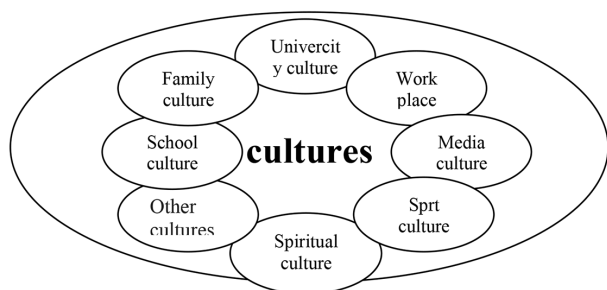 Univercit
y culture
Family
culture
Work
place
School
culture
cultures
Media
culture
Other
cultures
Sprt
culture
Spiritual
culture